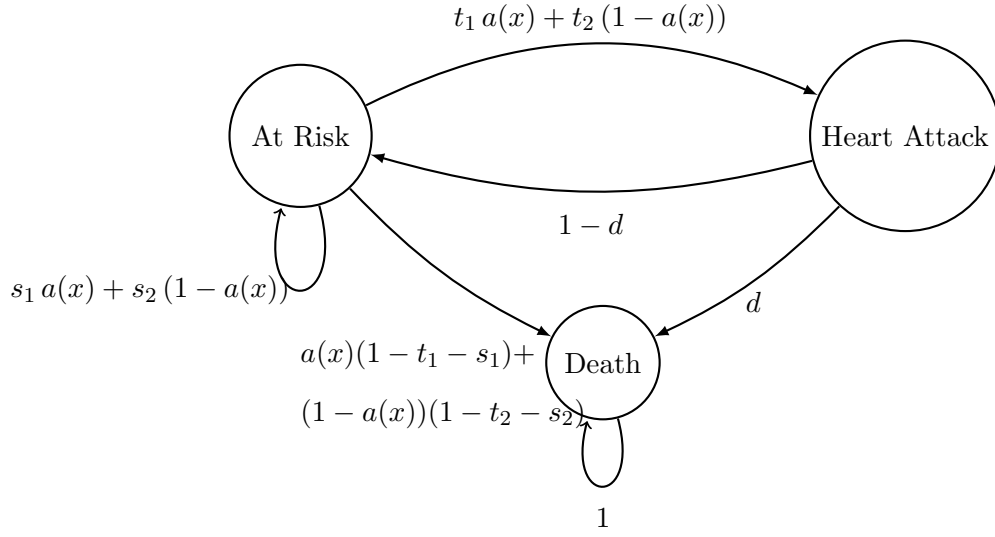 t₁ a(x) + t₂ (1 − a(x))
At Risk
Heart Attack
1 − d
s₁ a(x) + s₂ (1 − a(x))
d
a(x)(1 − t₁ − s₁)+
Death
(1 − a(x))(1 − t₂ − s₂)
1